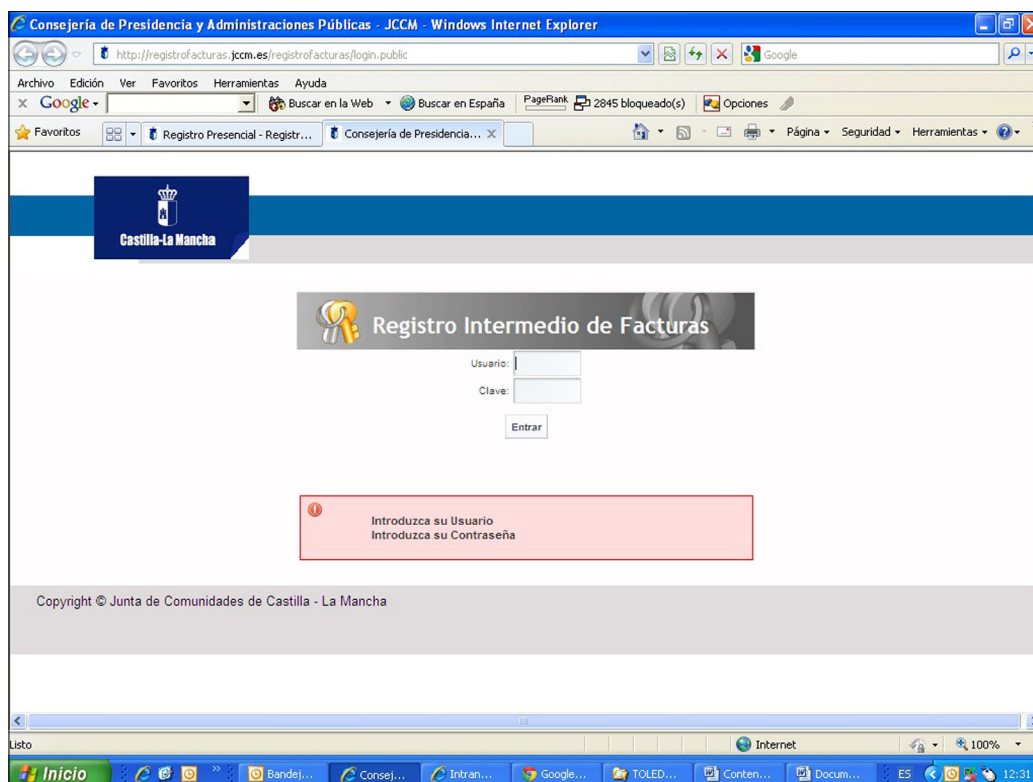 Consejería de Presidencia y Administraciones Públicas - JCCM - Windows Internet Explorer
http://registrofacturas.jccm.es/registrofacturas/login.public
Google
Archivo Edición Ver Favoritos Herramientas Ayuda
x Google Buscar en la Web Buscar en España PageRank 2845 bloqueado(s) Opciones
Favoritos Registro Presencial - Registr... Consejería de Presidencia... X Página Seguridad Herramientas
Castilla-La Mancha
Registro Intermedio de Facturas
Usuario:
Clave:
Entrar
Introduzca su Usuario
Introduzca su Contraseña
Copyright © Junta de Comunidades de Castilla - La Mancha
Listo Internet 100%
Inicio Bandej... Consej... Intran... Google... TOLED... Conten... Docum... ES 12:31